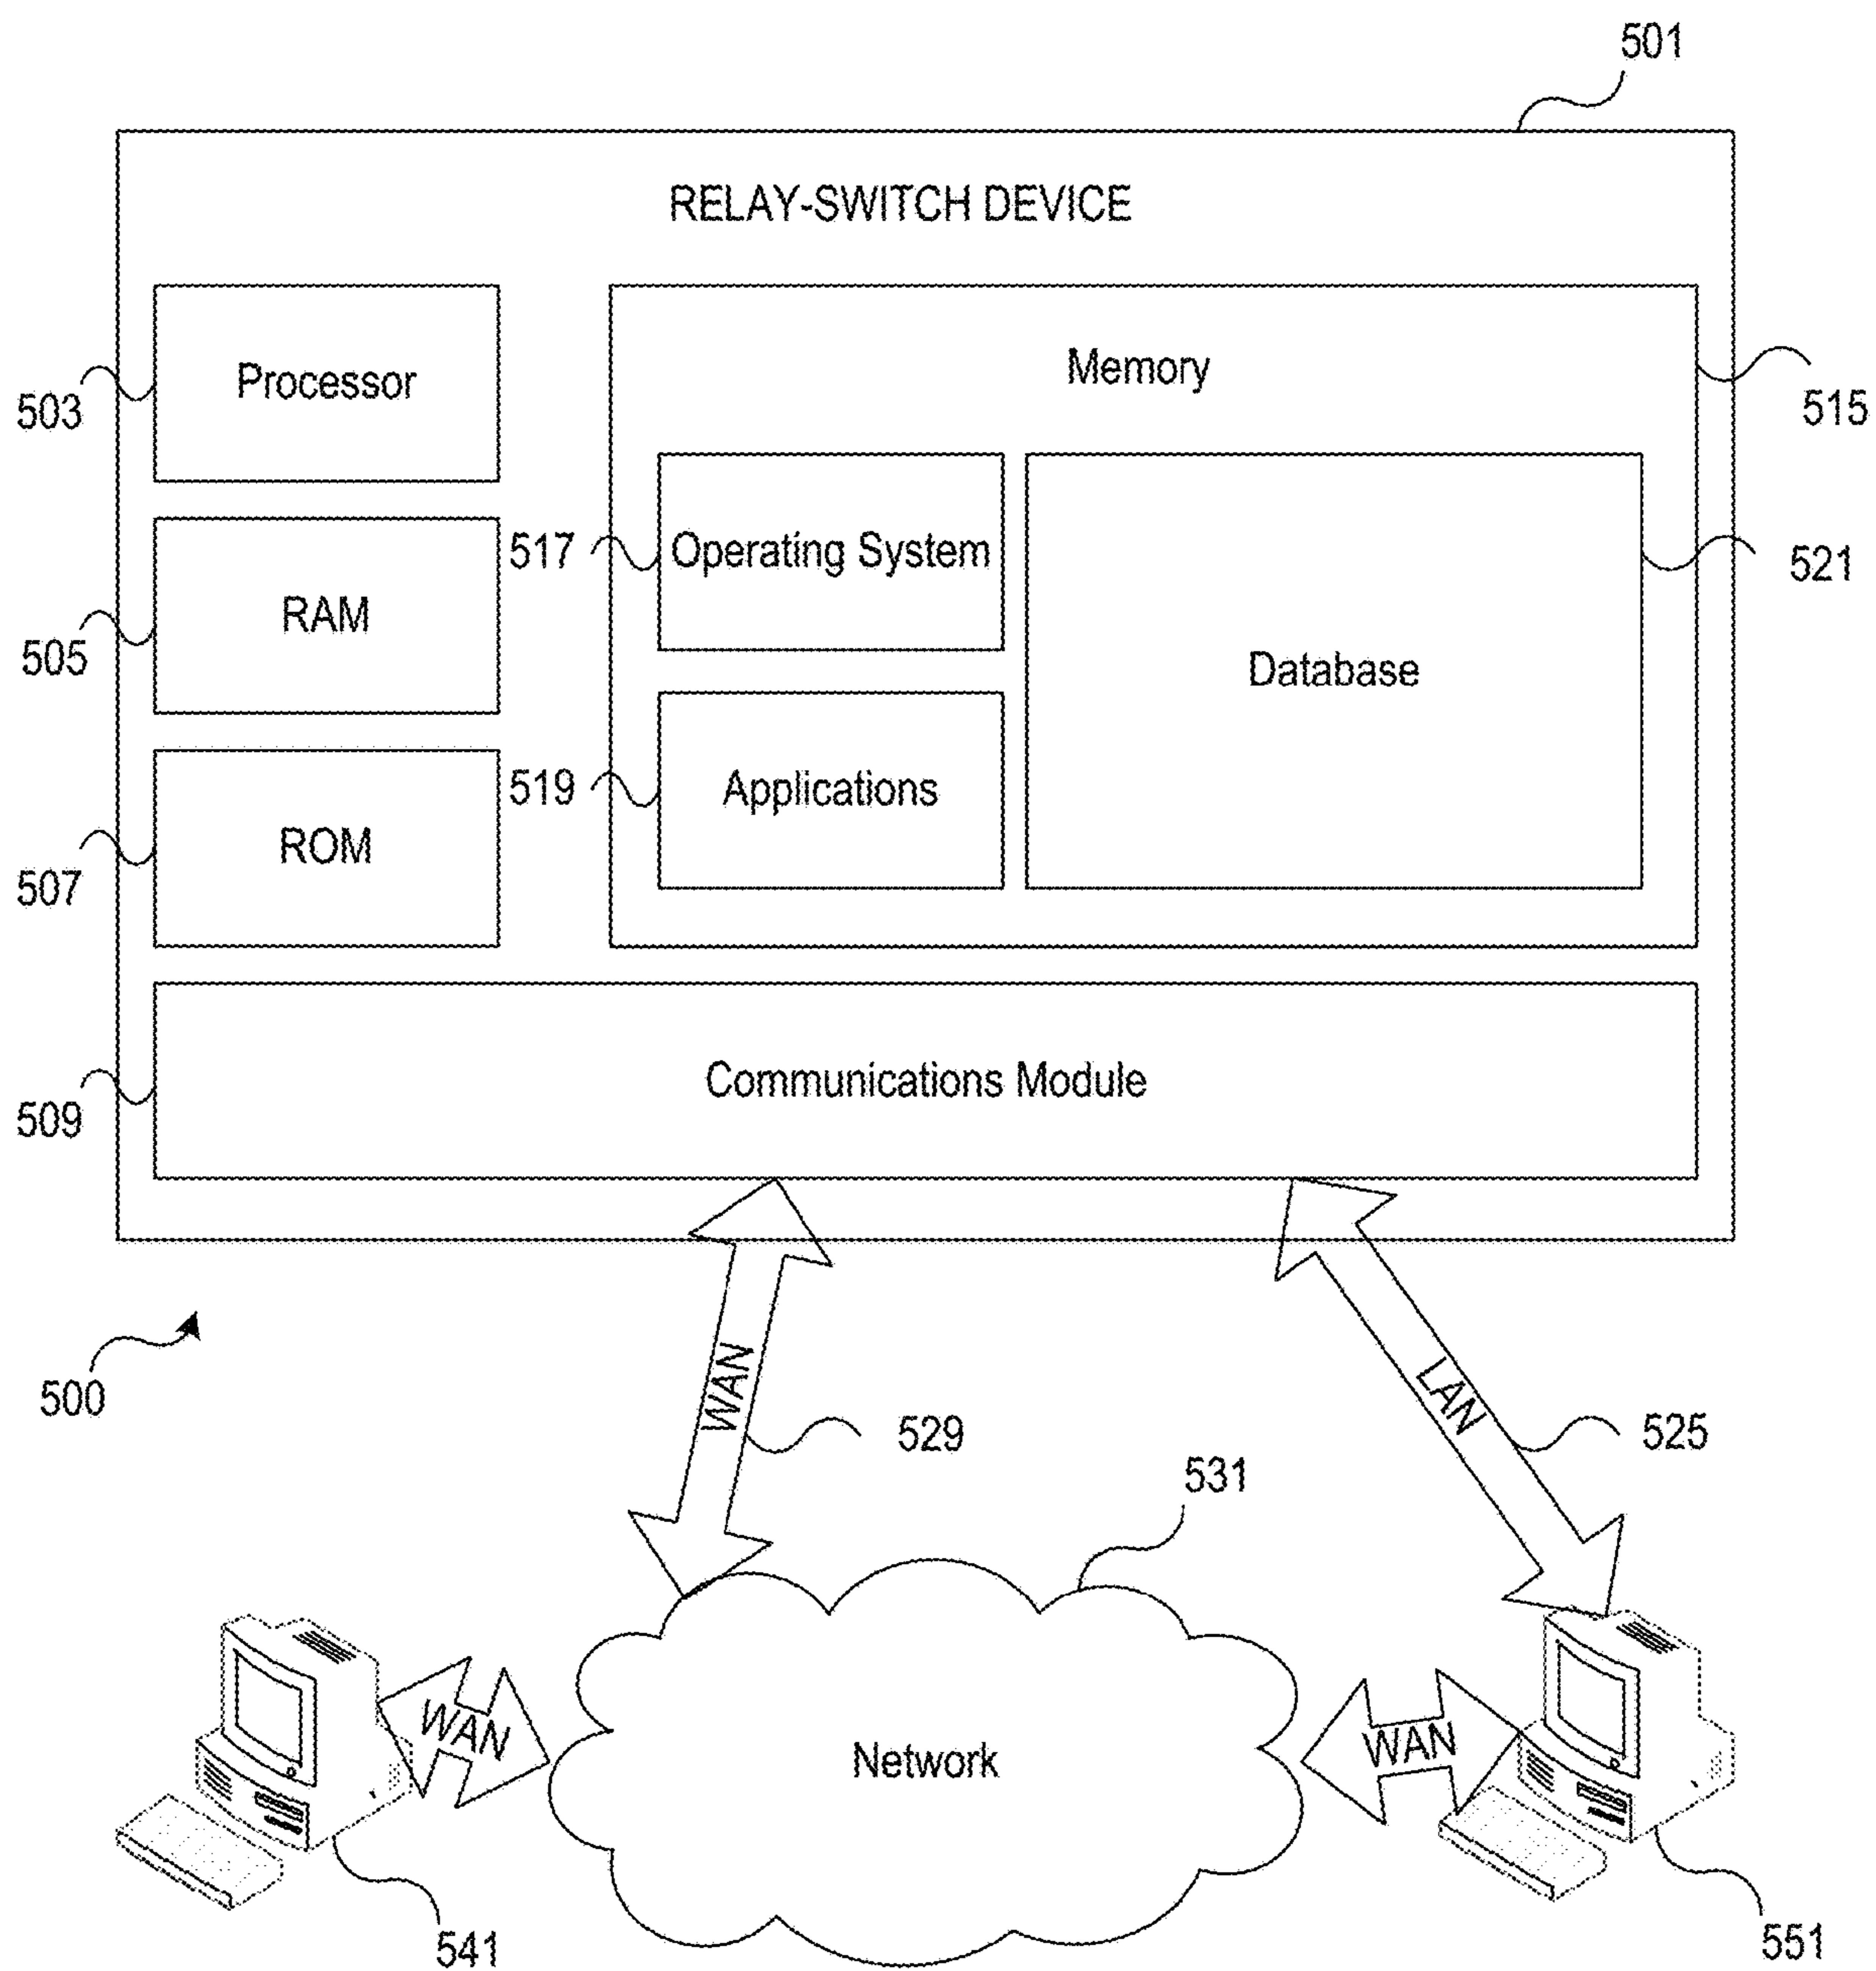 501
RELAY-SWITCH DEVICE
Processor
503
Memory
515
Operating System
517
521
RAM
505
Database
Applications
519
ROM
507
Communications Module
509
500
WAN
529
LAN
525
531
WAN
Network
WAN
541
551